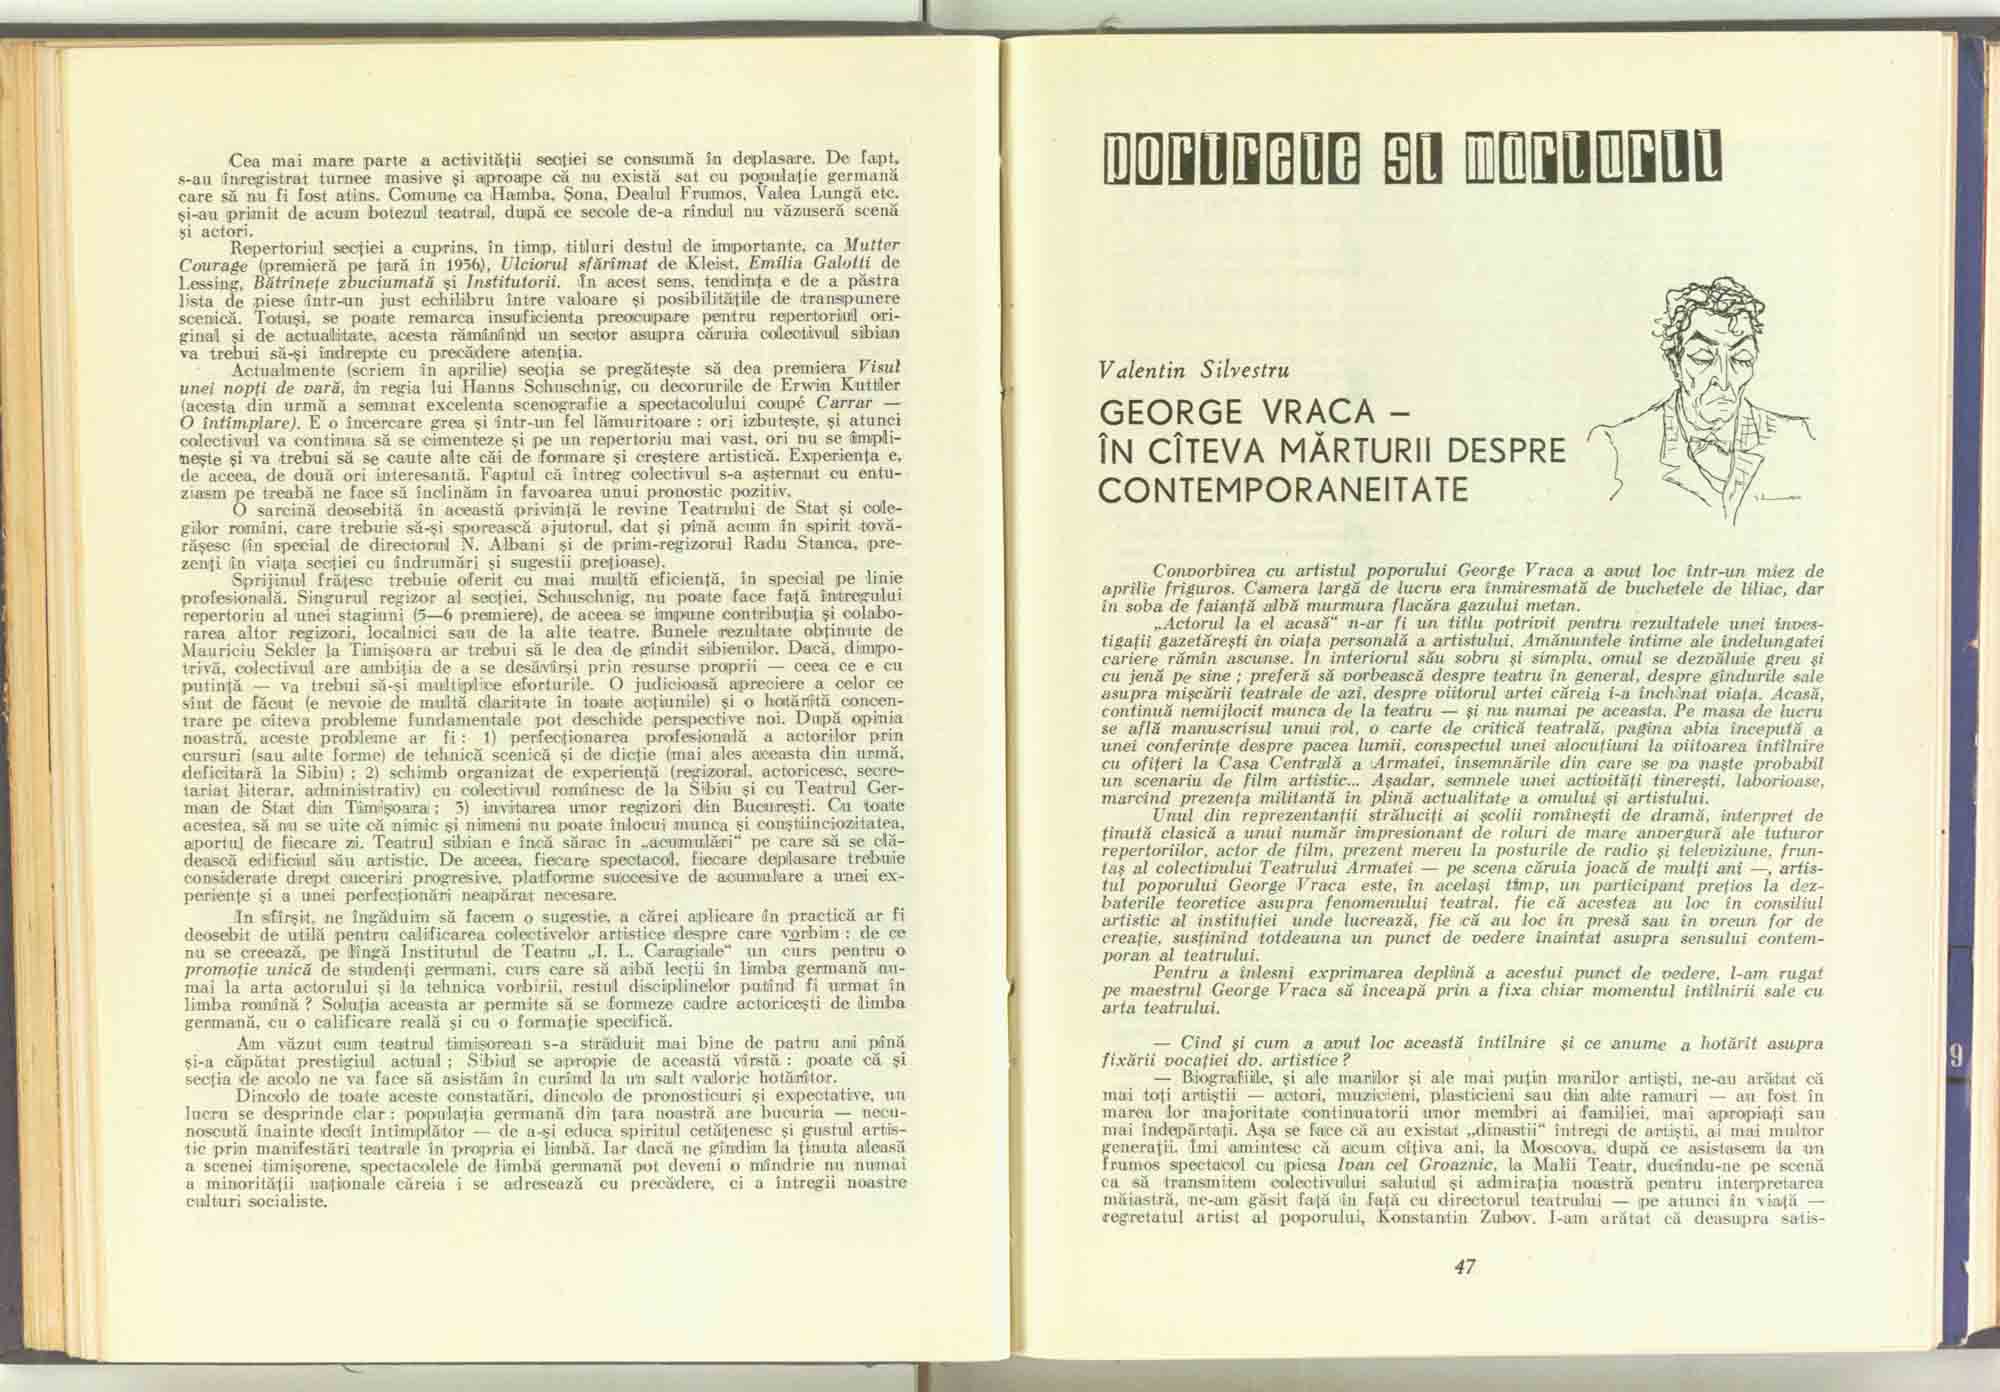 Cea mai mare parte a activității secției se consumă în deplasare. De fapt,
s-au înregistrat turnee masive și aproape că nu există sat cu populație germană
care să nu fi fost atins. Comune ca Hamba, Șona, Dealul Frumos, Valea Lungă etc.
și-au primit de acum botezul teatral, după ce secole de-a rîndul nu văzuseră scenă
și actori.
Repertoriul secției a cuprins, în timp, titluri destul de importante, ca Mutter
Courage (premieră pe țară în 1956), Ulciorul sfărîmat de Kleist, Emilia Galotti de
Lessing, Bătrînețe zbuciumată și Institutorii. In acest sens, tendința e de a păstra
lista de piese într-un just echilibru între valoare și posibilitățile de transpunere
scenică. Totuși, se poate remarca insuficienta preocupare pentru repertoriul ori-
ginal și de actualitate, acesta rămînînd un sector asupra căruia colectivul sibian
va trebui să-și îndrepte cu precădere atenția.
Actualmente (scriem în aprilie) secția se pregătește să dea premiera Visul
unei nopți de vară, în regia lui Hanns Schuschnig, cu decorurile de Erwin Kuttler
(acesta din urmă a semnat excelenta scenografie a spectacolului coupé Carrar —
O întîmplare). E o încercare grea și într-un fel lămuritoare : ori izbutește, și atunci
colectivul va continua să se cimenteze și pe un repertoriu mai vast, ori nu se împli-
nește și va trebui să se caute alte căi de formare și creștere artistică. Experiența e,
de aceea, de două ori interesantă. Faptul că întreg colectivul s-a așternut cu entu-
ziasm pe treabă ne face să înclinăm în favoarea unui pronostic pozitiv.
O sarcină deosebită în această privință le revine Teatrului de Stat și cole-
gilor romîni, care trebuie să-și sporească ajutorul, dat și pînă acum în spirit tovă-
rășesc (în special de directorul N. Albani și de prim-regizorul Radu Stanca, pre-
zenți în viața secției cu îndrumări și sugestii prețioase).
Sprijinul frățesc trebuie oferit cu mai multă eficiență, în special pe linie
profesională. Singurul regizor al secției, Schuschnig, nu poate face față întregului
repertoriu al unei stagiuni (5—6 premiere), de aceea se impune contribuția și colabo-
rarea altor regizori, localnici sau de la alte teatre. Bunele rezultate obținute de
Mauriciu Sekler la Timișoara ar trebui să le dea de gîndit sibienilor. Dacă, dimpo-
trivă, colectivul are ambiția de a se desăvîrși prin resurse proprii — ceea ce e cu
putință — va trebui să-și multiplice eforturile. O judicioasă apreciere a celor ce
sînt de făcut (e nevoie de multă claritate în toate acțiunile) și o hotărîtă concen-
trare pe cîteva probleme fundamentale pot deschide perspective noi. După opinia
noastră, aceste probleme ar fi : 1) perfecționarea profesională a actorilor prin
cursuri (sau alte forme) de tehnică scenică și de dicție (mai ales aceasta din urmă,
deficitară la Sibiu) ; 2) schimb organizat de experiență (regizoral, actoricesc, secre-
tariat literar, administrativ) cu colectivul romînesc de la Sibiu și cu Teatrul Ger-
man de Stat din Timișoara ; 3) invitarea unor regizori din București. Cu toate
acestea, să nu se uite că nimic și nimeni nu poate înlocui munca și conștiinciozitatea,
aportul de fiecare zi. Teatrul sibian e încă sărac în „acumulări“ pe care să se clă-
dească edificiul său artistic. De aceea, fiecare spectacol, fiecare deplasare trebuie
considerate drept cuceriri progresive, platforme succesive de acumulare a unei ex-
periențe și a unei perfecționări neapărat necesare.
In sfîrșit, ne îngăduim să facem o sugestie, a cărei aplicare în practică ar fi
deosebit de utilă pentru calificarea colectivelor artistice despre care vorbim : de ce
nu se creează, pe lîngă Institutul de Teatru „I. L. Caragiale“ un curs pentru o
promoție unică de studenți germani, curs care să aibă lecții în limba germană nu-
mai la arta actorului și la tehnica vorbirii, restul disciplinelor putînd fi urmat în
limba romînă ? Soluția aceasta ar permite să se formeze cadre actoricești de limba
germană, cu o calificare reală și cu o formație specifică.
Am văzut cum teatrul timișorean s-a străduit mai bine de patru ani pînă
și-a căpătat prestigiul actual ; Sibiul se apropie de această vîrstă : poate că și
secția de acolo ne va face să asistăm în curînd la un salt valoric hotărîtor.
Dincolo de toate aceste constatări, dincolo de pronosticuri și expectative, un
lucru se desprinde clar : populația germană din țara noastră are bucuria — necu-
noscută înainte decît întîmplător — de a-și educa spiritul cetățenesc și gustul artis-
tic prin manifestări teatrale în propria ei limbă. Iar dacă ne gîndim la ținuta aleasă
a scenei timișorene, spectacolele de limbă germană pot deveni o mîndrie nu numai
a minorității naționale căreia i se adresează cu precădere, ci a întregii noastre
culturi socialiste.
portrete si mărturii
Valentin Silvestru
GEORGE VRACA –
ÎN CÎTEVA MĂRTURII DESPRE
CONTEMPORANEITATE
Convorbirea cu artistul poporului George Vraca a avut loc într-un miez de
aprilie friguros. Camera largă de lucru era înmiresmată de buchetele de liliac, dar
în soba de faianță albă murmura flacăra gazului metan.
„Actorul la el acasă“ n-ar fi un titlu potrivit pentru rezultatele unei inves-
tigații gazetărești în viața personală a artistului. Amănuntele intime ale îndelungatei
cariere rămîn ascunse. In interiorul său sobru și simplu, omul se dezvăluie greu și
cu jenă pe sine ; preferă să vorbească despre teatru în general, despre gîndurile sale
asupra mișcării teatrale de azi, despre viitorul artei căreia i-a închinat viața. Acasă,
continuă nemijlocit munca de la teatru — și nu numai pe aceasta. Pe masa de lucru
se află manuscrisul unui rol, o carte de critică teatrală, pagina abia începută a
unei conferințe despre pacea lumii, conspectul unei alocuțiuni la viitoarea întîlnire
cu ofițeri la Casa Centrală a Armatei, însemnările din care se va naște probabil
un scenariu de film artistic... Așadar, semnele unei activități tinerești, laborioase,
marcînd prezența militantă în plină actualitate a omului și artistului.
Unul din reprezentanții străluciți ai școlii romînești de dramă, interpret de
ținută clasică a unui număr impresionant de roluri de mare anvergură ale tuturor
repertoriilor, actor de film, prezent mereu la posturile de radio și televiziune, frun-
taș al colectivului Teatrului Armatei — pe scena căruia joacă de mulți ani —, artis-
tul poporului George Vraca este, în același timp, un participant prețios la dez-
baterile teoretice asupra fenomenului teatral, fie că acestea au loc în consiliul
artistic al instituției unde lucrează, fie că au loc în presă sau în vreun for de
creație, susținînd totdeauna un punct de vedere înaintat asupra sensului contem-
poran al teatrului.
Pentru a înlesni exprimarea deplină a acestui punct de vedere, l-am rugat
pe maestrul George Vraca să înceapă prin a fixa chiar momentul întîlnirii sale cu
arta teatrului.
— Cînd și cum a avut loc această întîlnire și ce anume a hotărît asupra
fixării vocației dv. artistice ?
— Biografiile, și ale marilor și ale mai puțin marilor artiști, ne-au arătat că
mai toți artiștii — actori, muzicieni, plasticieni sau din alte ramuri — au fost în
marea lor majoritate continuatorii unor membri ai familiei, mai apropiați sau
mai îndepărtați. Așa se face că au existat „dinastii“ întregi de artiști, ai mai multor
generații. Îmi amintesc că acum cîțiva ani, la Moscova, după ce asistasem la un
frumos spectacol cu piesa Ivan cel Groaznic, la Malîi Teatr, ducîndu-ne pe scenă
ca să transmitem colectivului salutul și admirația noastră pentru interpretarea
măiastră, ne-am găsit față în față cu directorul teatrului — pe atunci în viață —
regretatul artist al poporului, Konstantin Zubov. I-am arătat că deasupra satis-
47
9